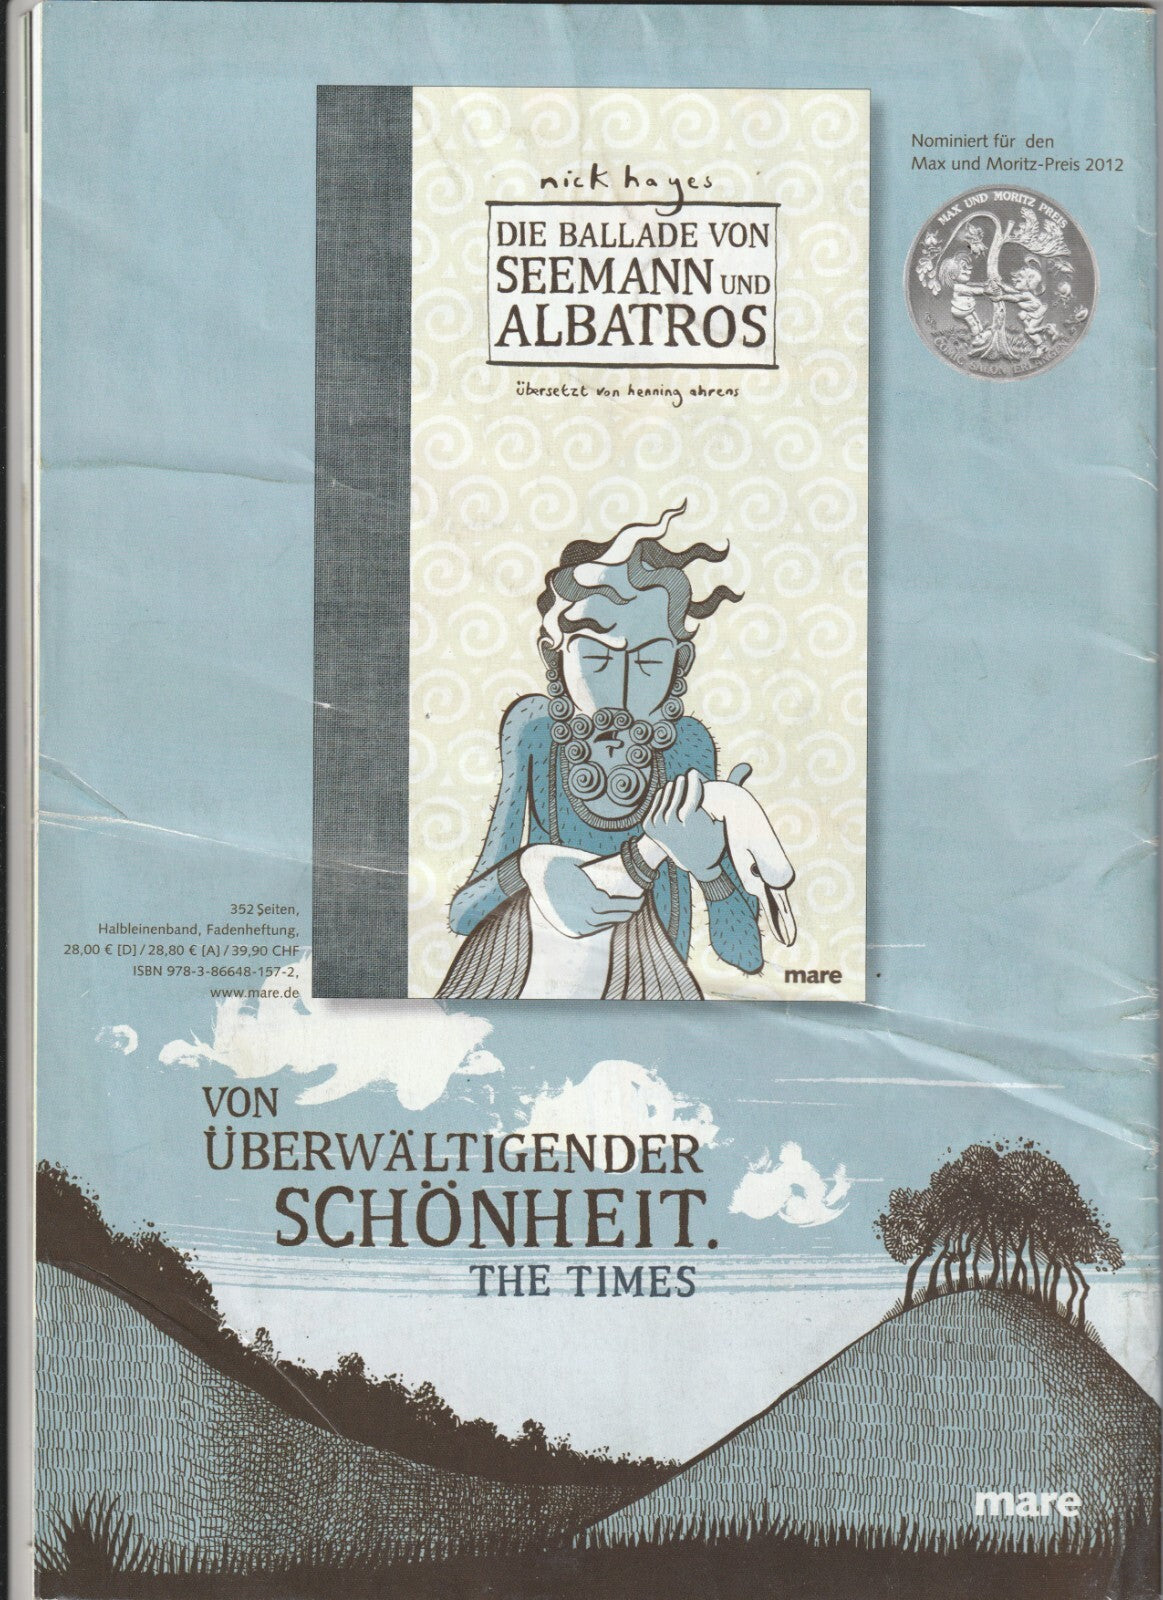 Nominiert für den
Max und Moritz-Preis 2012
MAX UND MORITZ PREIS
nick hayes
DIE BALLADE VON
SEEMANN UND
ALBATROS
übersetzt von henning ahrens
mare
352 Seiten,
Halbleinenband, Fadenheftung,
28,00 € [D] / 28,80 € [A] / 39,90 CHF
ISBN 978-3-86648-157-2,
www.mare.de
VON
ÜBERWÄLTIGENDER
SCHÖNHEIT.
THE TIMES
mare